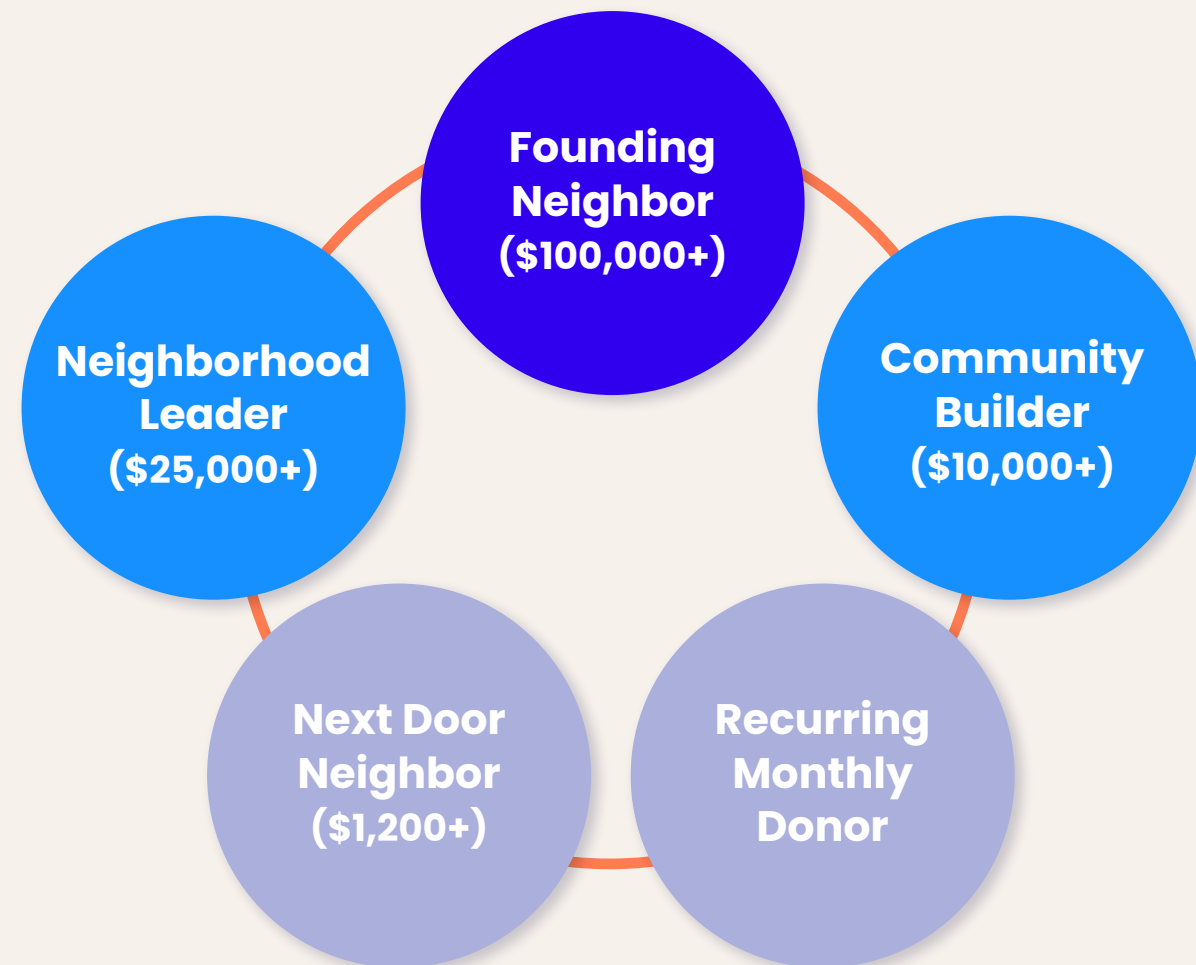 Founding
Neighbor
($100,000+)
Neighborhood
Leader
($25,000+)
Community
Builder
($10,000+)
Next Door
Neighbor
($1,200+)
Recurring
Monthly
Donor